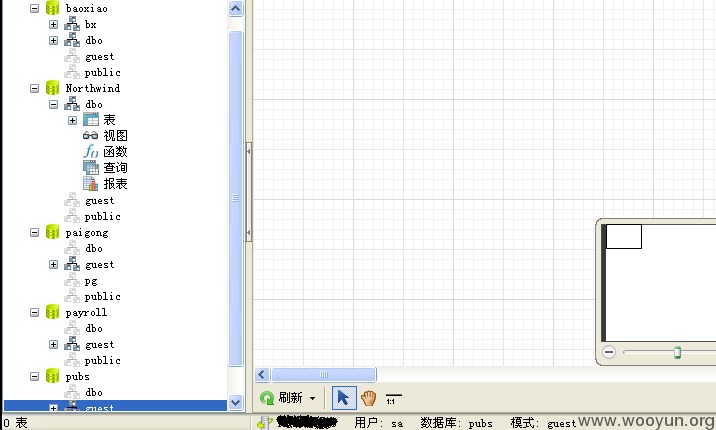 baoxiao
bx
dbo
guest
public
Northwind
dbo
表
视图
f() 函数
查询
报表
guest
public
paigong
dbo
guest
pg
public
payroll
dbo
guest
public
pubs
dbo
guest
刷新
1:1
0 表
用户: sa 数据库: pubs 模式: guest
www.wooyun.org